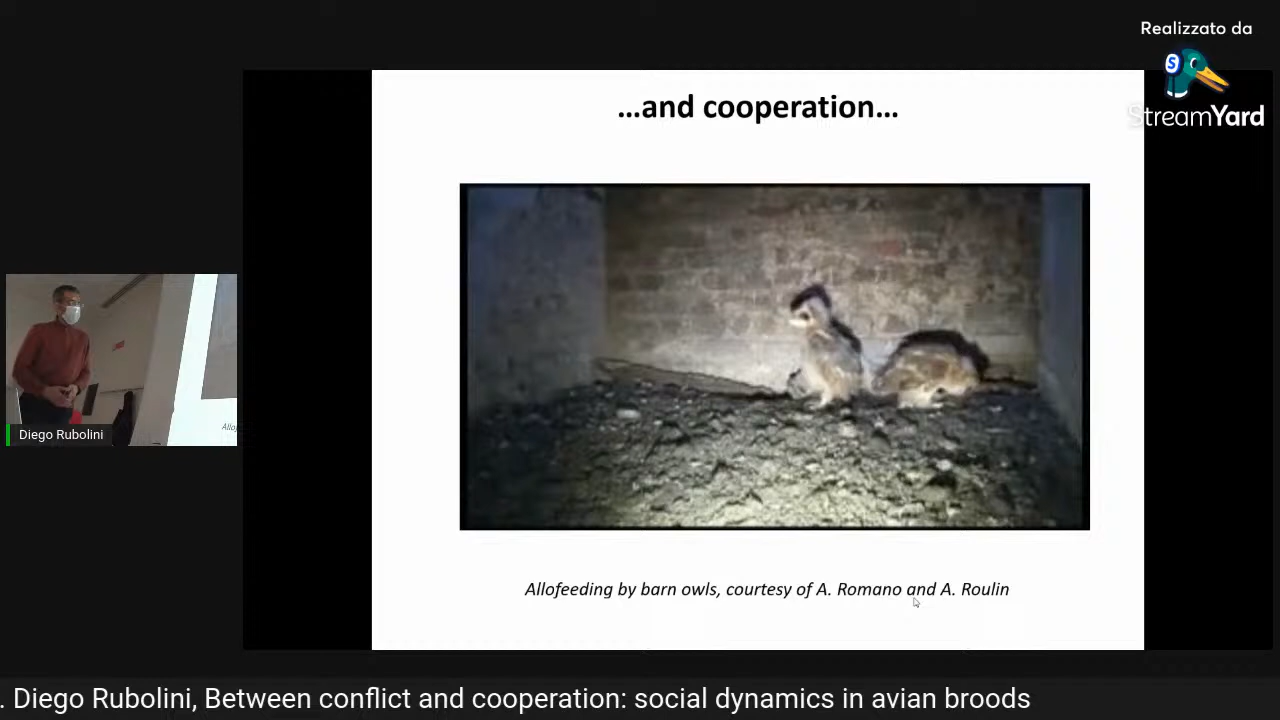 Realizzato da
StreamYard
…and cooperation…
Diego Rubolini
Allofeeding by barn owls, courtesy of A. Romano and A. Roulin
. Diego Rubolini, Between conflict and cooperation: social dynamics in avian broods